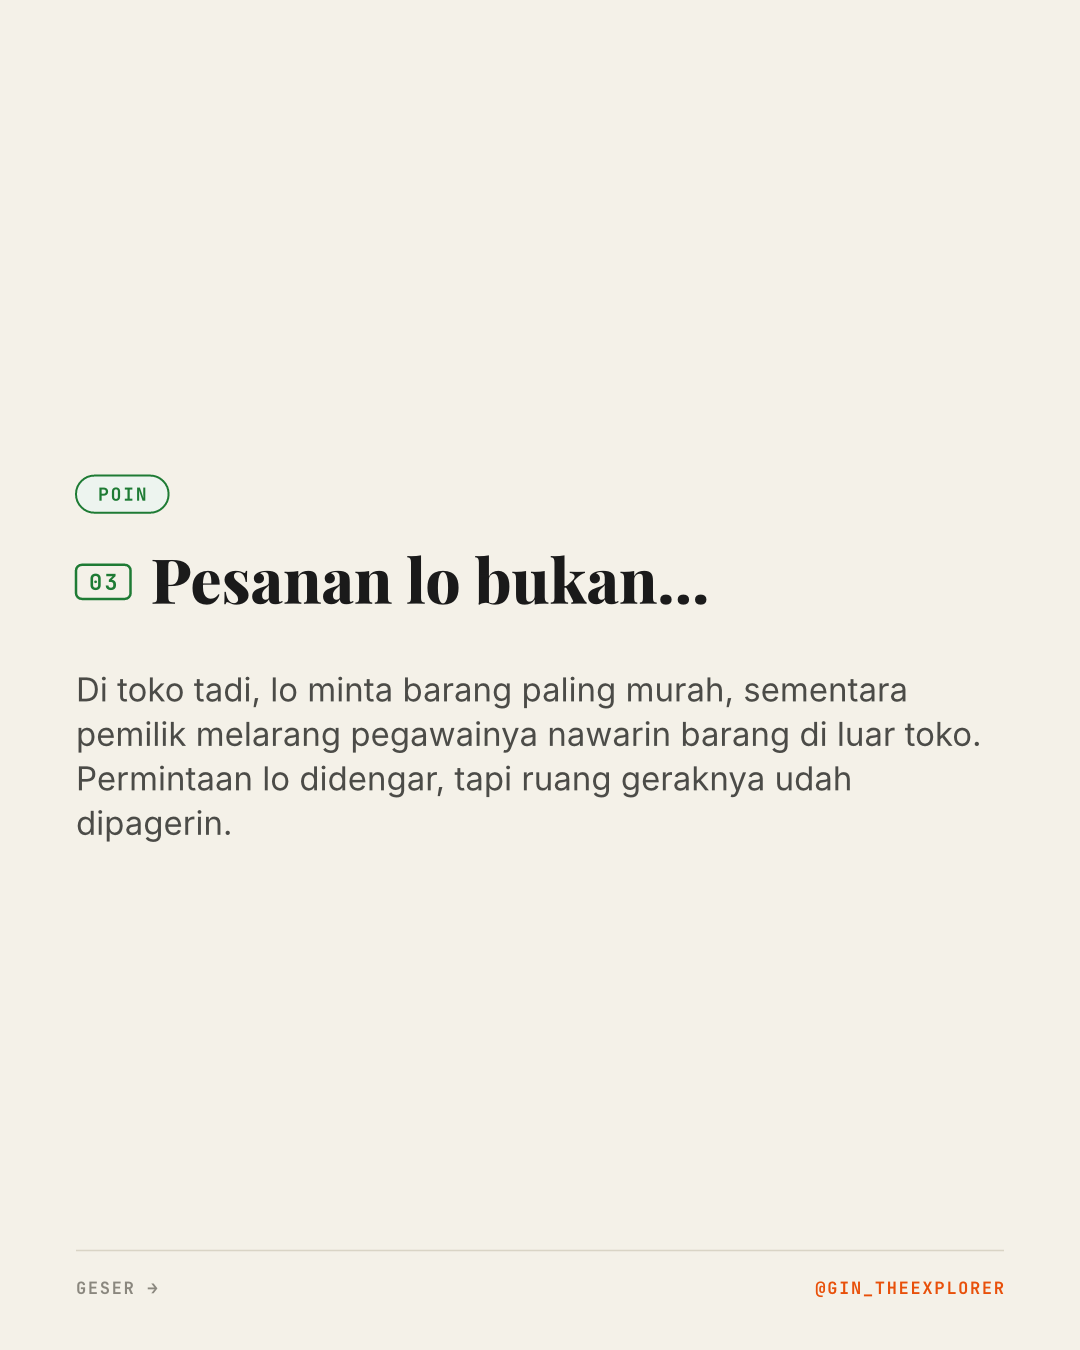 POIN
03 Pesanan lo bukan...
Di toko tadi, lo minta barang paling murah, sementara
pemilik melarang pegawainya nawarin barang di luar toko.
Permintaan lo didengar, tapi ruang geraknya udah
dipagerin.
GESER →
@GIN_THEEXPLORER